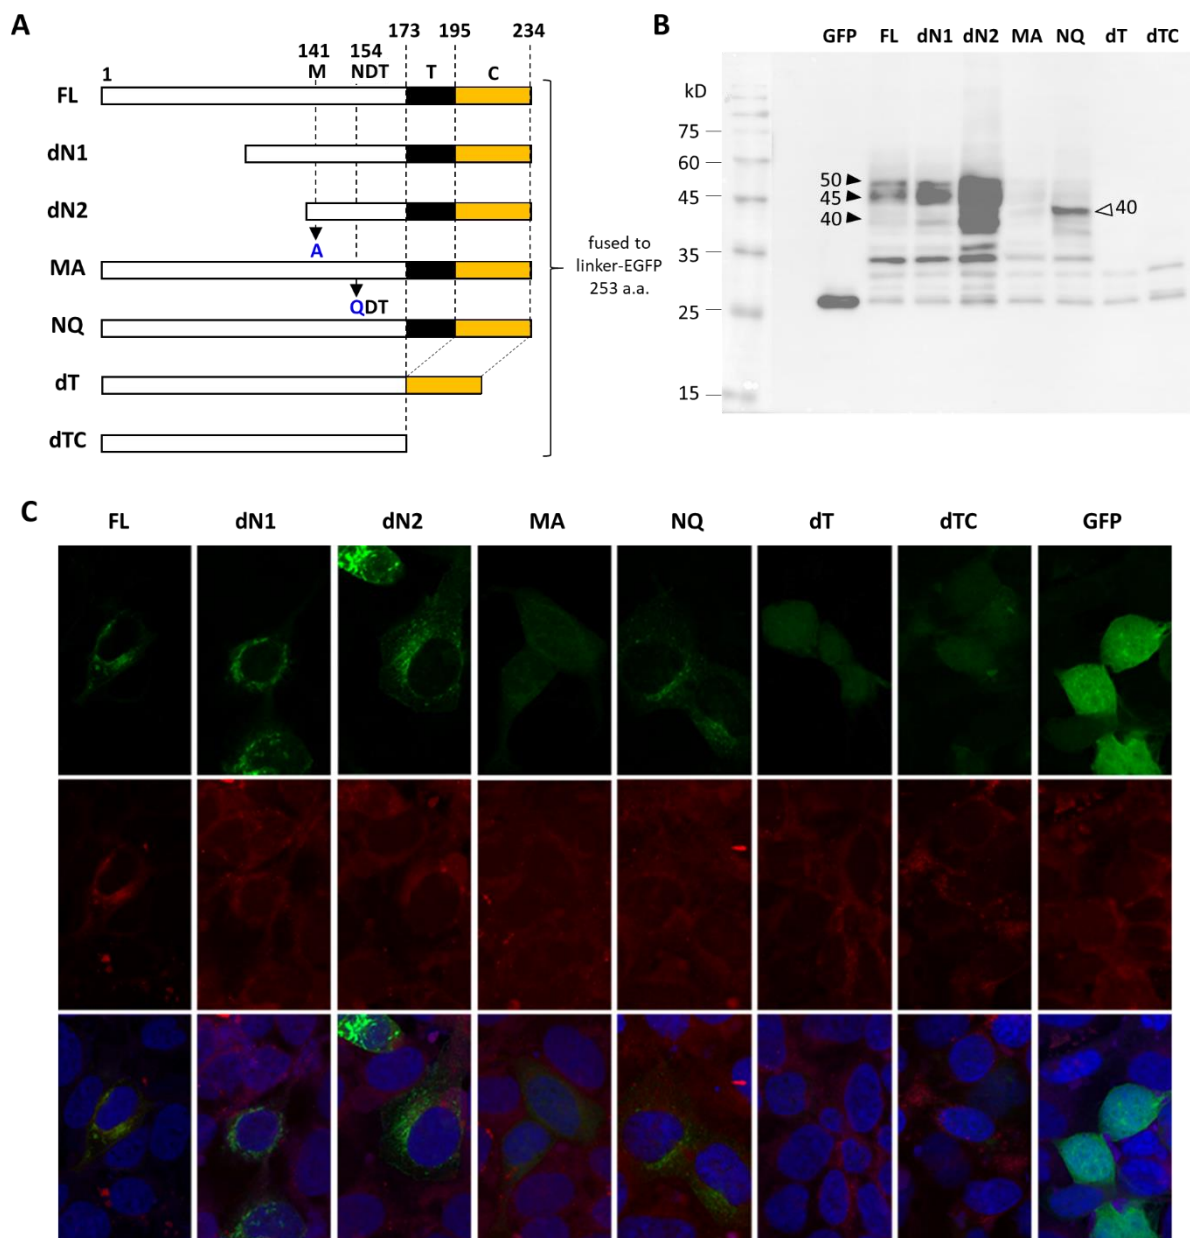 A
173 195 234
141 154
1 M NDT T C
FL
dN1
dN2
A
MA
QDT
NQ
dT
dTC
fused to
linker-EGFP
253 a.a.
B
GFP FL dN1 dN2 MA NQ dT dTC
kD
75
60
45
35
25
15
50
45
40
40
C
FL dN1 dN2 MA NQ dT dTC GFP